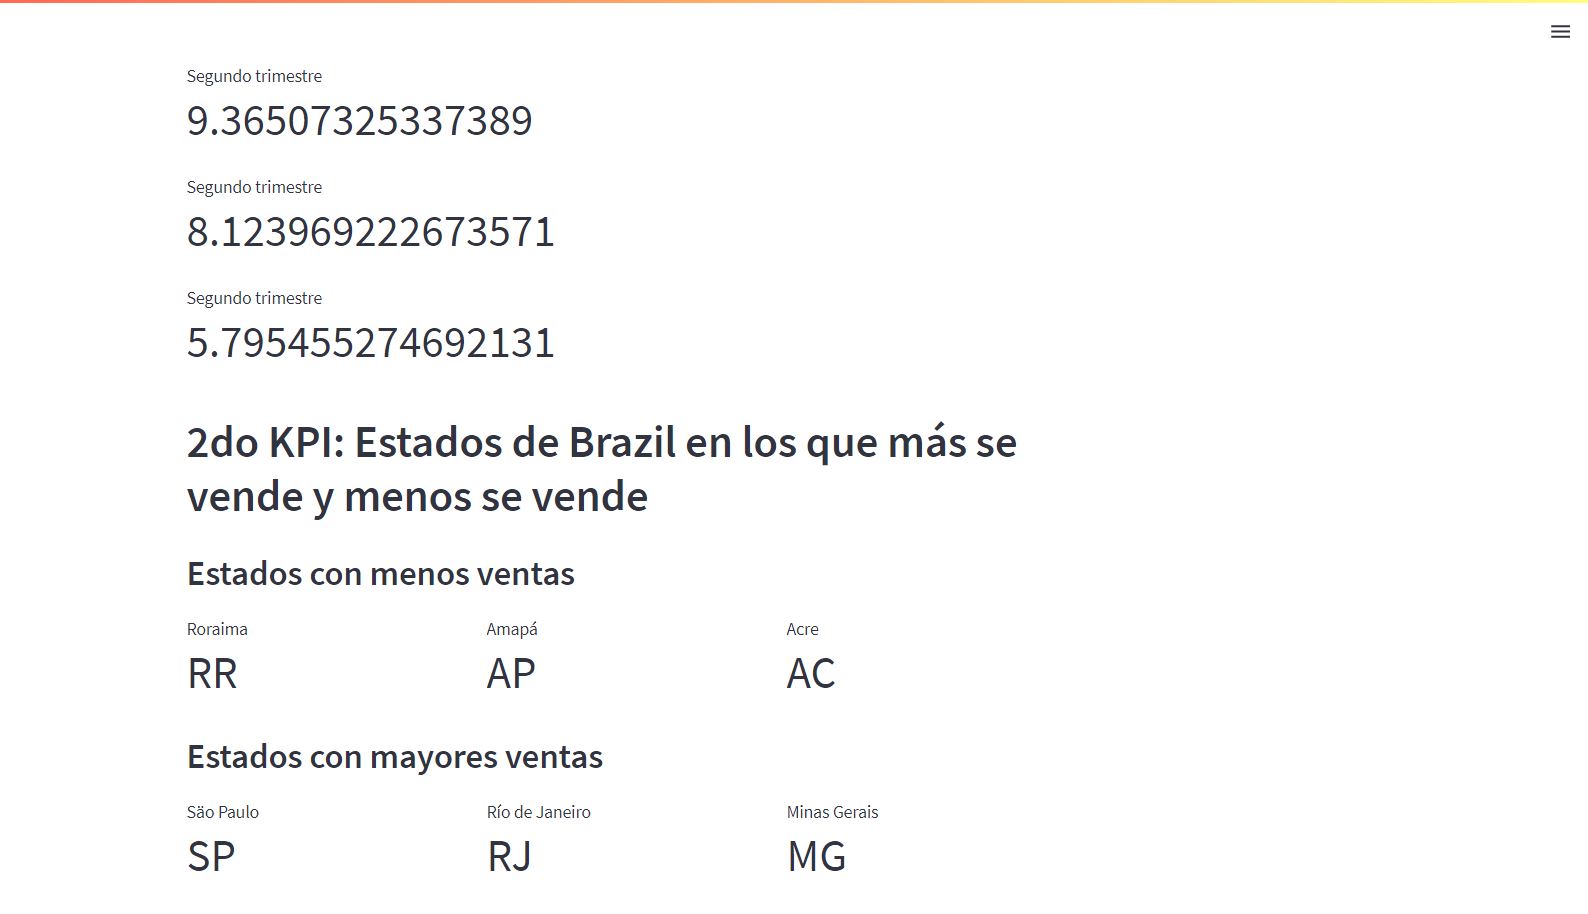 Segundo trimestre
9.36507325337389
Segundo trimestre
8.123969222673571
Segundo trimestre
5.795455274692131
2do KPI: Estados de Brazil en los que más se
vende y menos se vende
Estados con menos ventas
Roraima
RR
Amapá
AP
Acre
AC
Estados con mayores ventas
Säo Paulo
SP
Río de Janeiro
RJ
Minas Gerais
MG